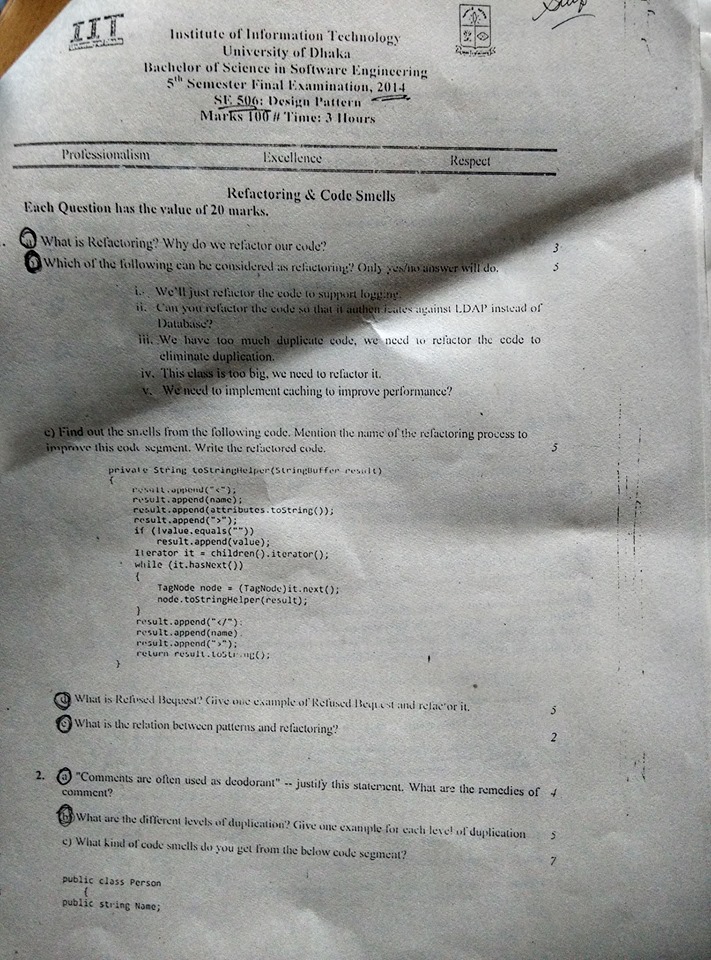 IIT
Institute of Information Technology
University of Dhaka
Bachelor of Science in Software Engineering
5th Semester Final Examination, 2014
SE 506: Design Pattern
Marks 100 # Time: 3 Hours
Professionalism Excellence Respect
Refactoring & Code Smells
Each Question has the value of 20 marks.
a) What is Refactoring? Why do we refactor our code? 3
b) Which of the following can be considered as refactoring? Only yes/no answer will do. 5
i. We'll just refactor the code to support logging.
ii. Can you refactor the code so that it authenticates against LDAP instead of
Database?
iii. We have too much duplicate code, we need to refactor the code to
eliminate duplication.
iv. This class is too big, we need to refactor it.
v. We need to implement caching to improve performance?
c) Find out the smells from the following code. Mention the name of the refactoring process to
improve this code segment. Write the refactored code. 5
private String toStringHelper(StringBuffer result)
{
result.append("<");
result.append(name);
result.append(attributes.toString());
result.append(">");
if (!value.equals(""))
result.append(value);
Iterator it = children().iterator();
while (it.hasNext())
{
TagNode node = (TagNode)it.next();
node.toStringHelper(result);
}
result.append("</");
result.append(name)
result.append(">");
return result.toString();
}
d) What is Refused Bequest? Give one example of Refused Bequest and refactor it. 5
e) What is the relation between patterns and refactoring? 2
2. a) "Comments are often used as deodorant" -- justify this statement. What are the remedies of 4
comment?
b) What are the different levels of duplication? Give one example for each level of duplication 5
c) What kind of code smells do you get from the below code segment? 7
public class Person
{
public string Name;